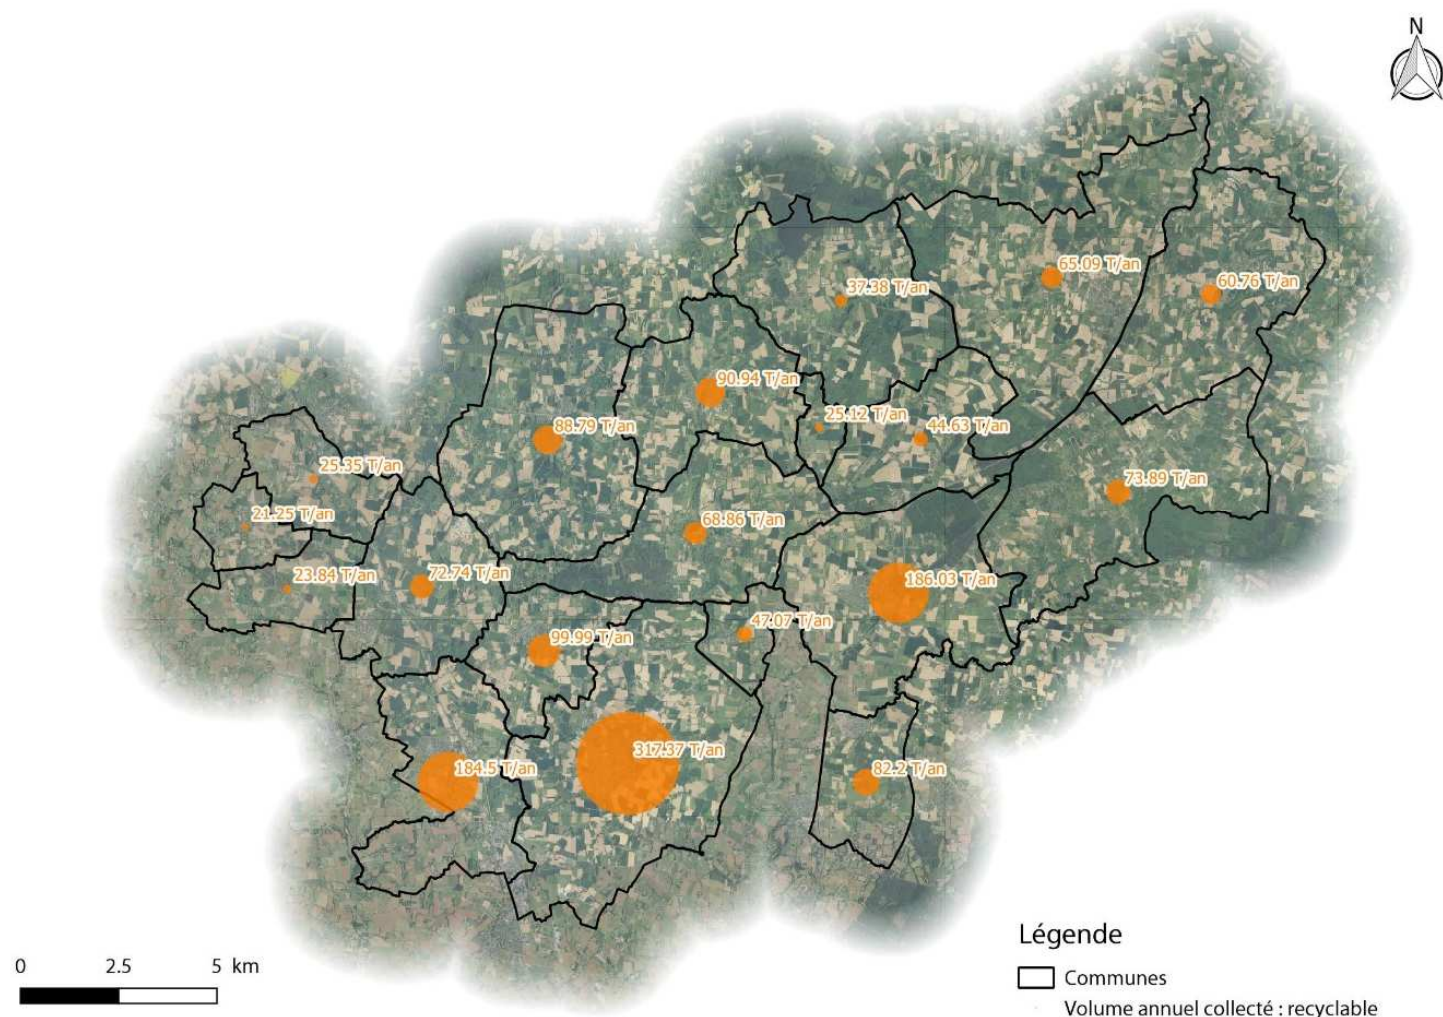 N
65.09 T/an
60.76 T/an
37.38 T/an
90.94 T/an
25.12 T/an
44.63 T/an
88.79 T/an
25.35 T/an
73.89 T/an
21.25 T/an
68.86 T/an
23.84 T/an
72.74 T/an
186.03 T/an
47.07 T/an
99.99 T/an
317.37 T/an
184.5 T/an
82.2 T/an
Légende
Communes
Volume annuel collecté : recyclable
0 2.5 5 km